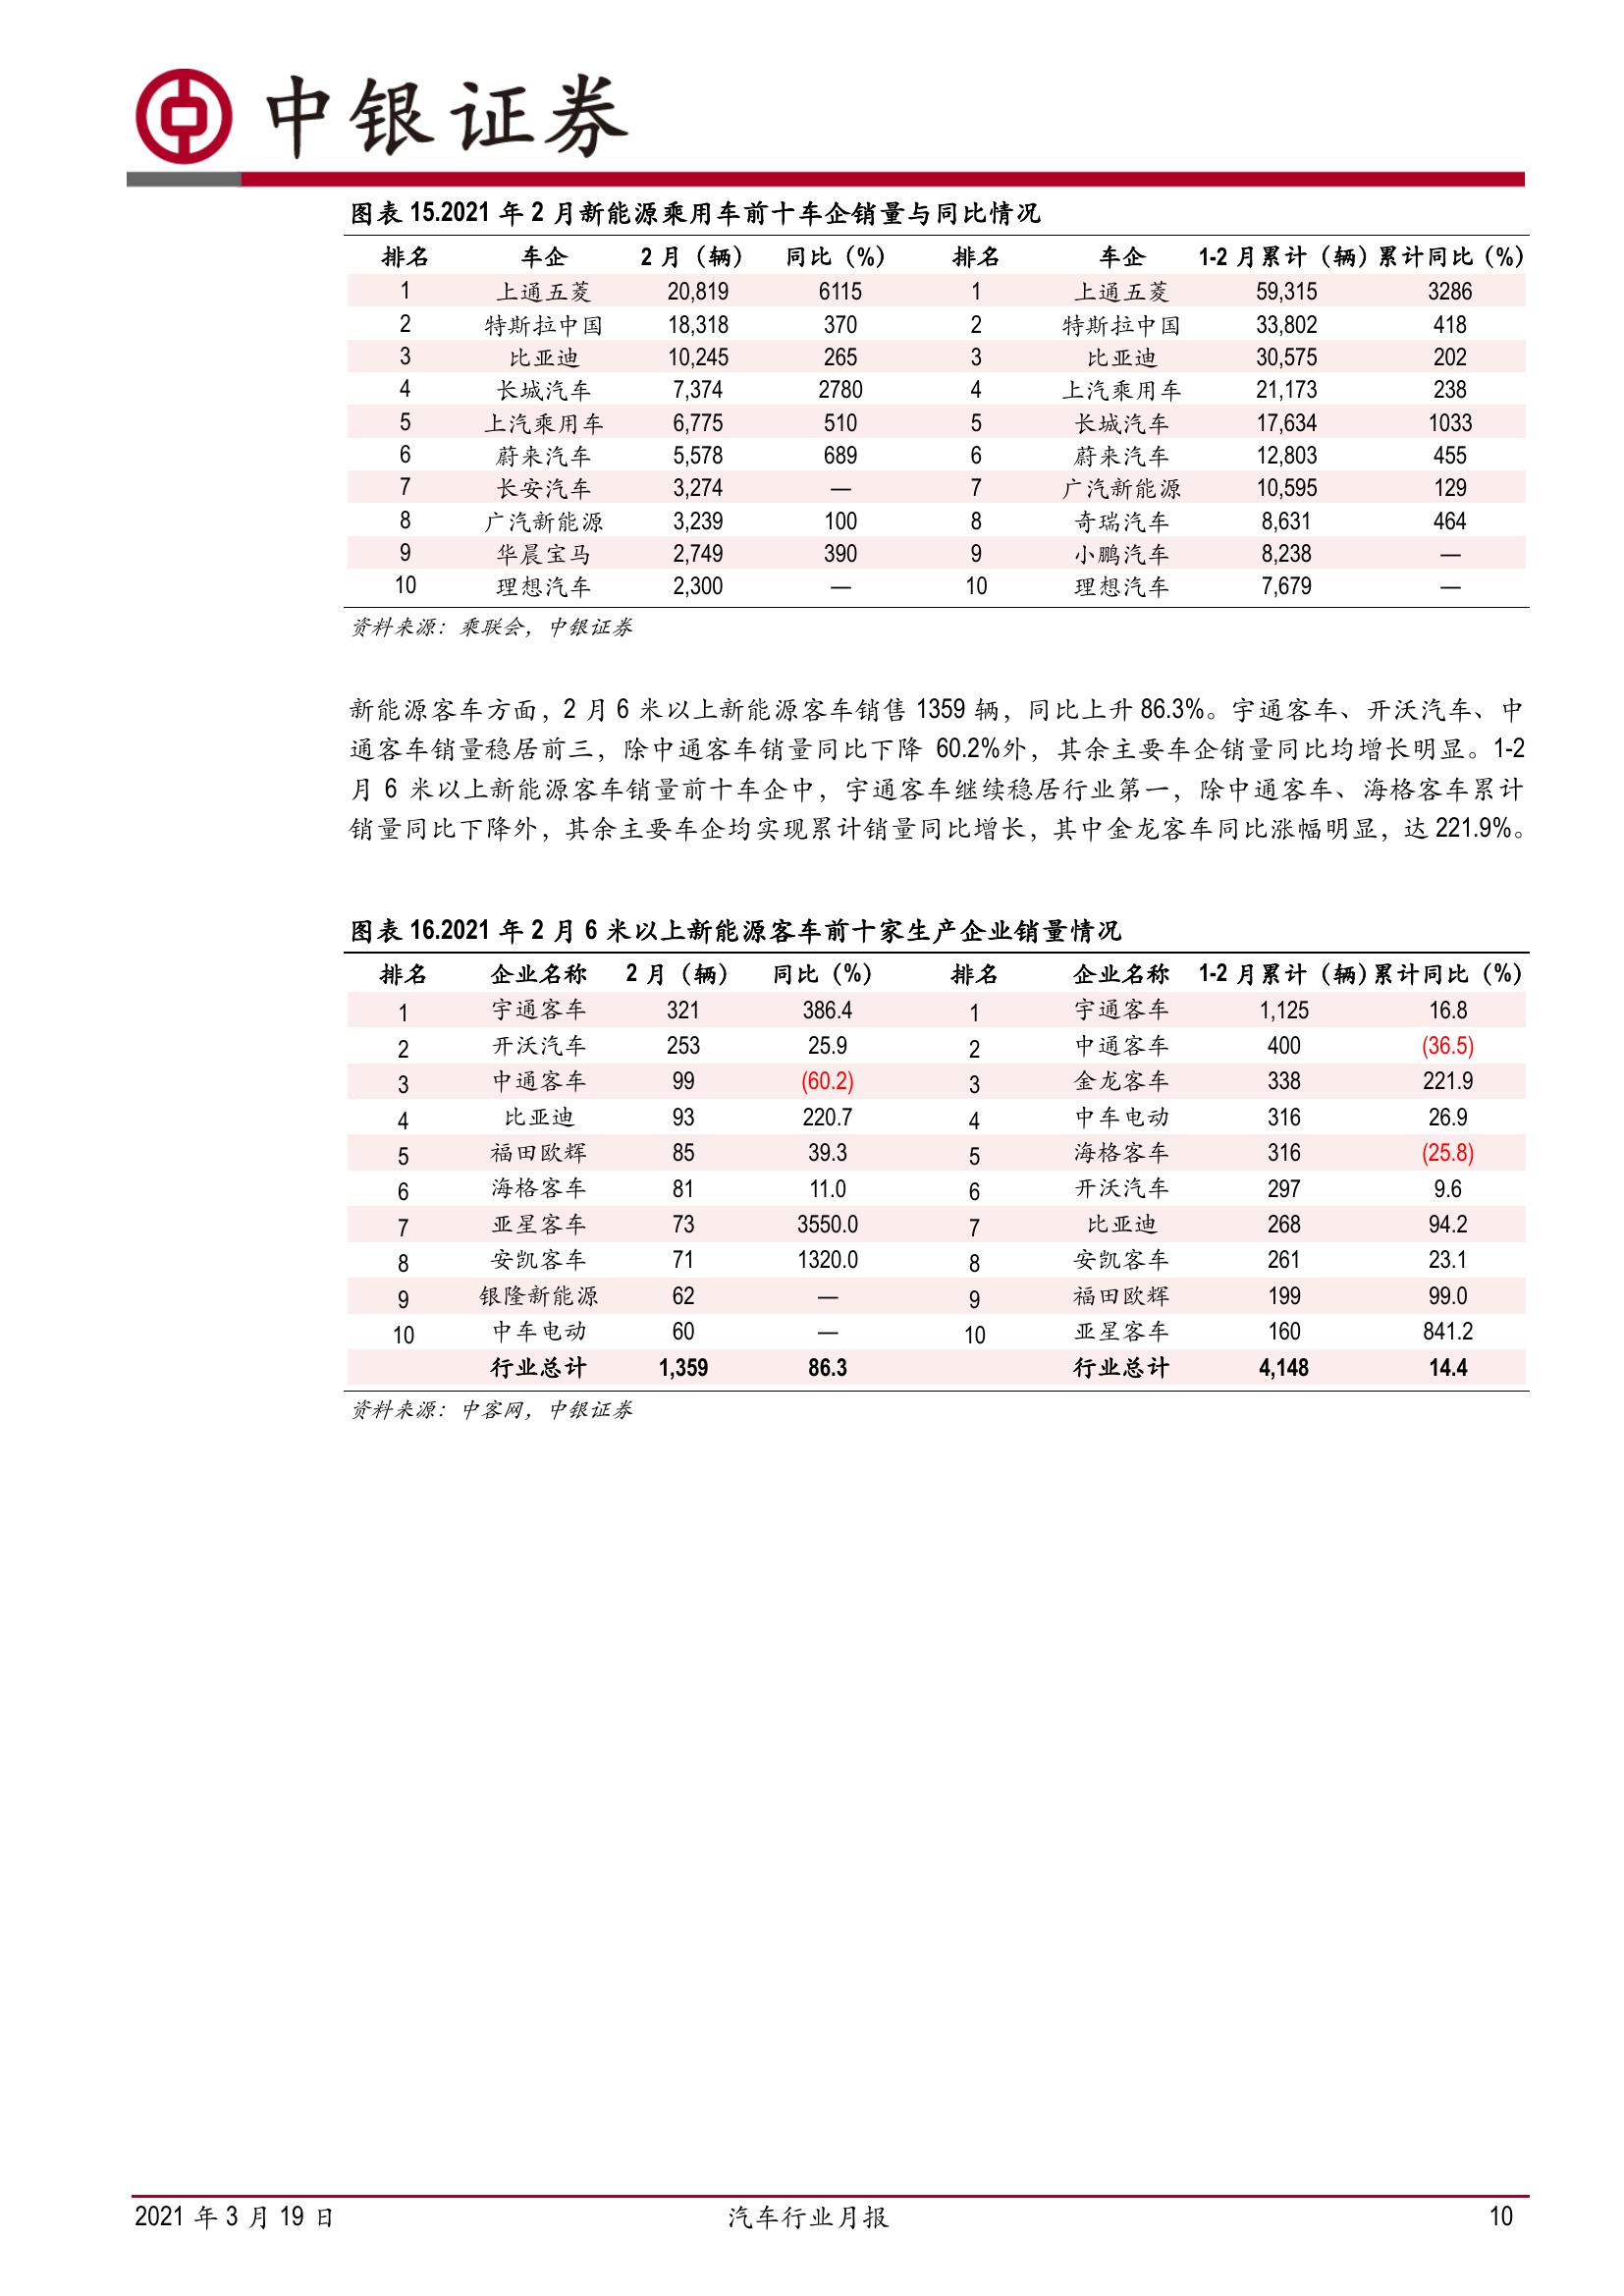 中银证券
图表 15.2021 年 2 月新能源乘用车前十车企销量与同比情况
排名 车企 2 月（辆） 同比（%） 排名 车企 1-2 月累计（辆） 累计同比（%）
1 上通五菱 20,819 6115 1 上通五菱 59,315 3286
2 特斯拉中国 18,318 370 2 特斯拉中国 33,802 418
3 比亚迪 10,245 265 3 比亚迪 30,575 202
4 长城汽车 7,374 2780 4 上汽乘用车 21,173 238
5 上汽乘用车 6,775 510 5 长城汽车 17,634 1033
6 蔚来汽车 5,578 689 6 蔚来汽车 12,803 455
7 长安汽车 3,274 — 7 广汽新能源 10,595 129
8 广汽新能源 3,239 100 8 奇瑞汽车 8,631 464
9 华晨宝马 2,749 390 9 小鹏汽车 8,238 —
10 理想汽车 2,300 — 10 理想汽车 7,679 —
资料来源：乘联会，中银证券
新能源客车方面，2 月 6 米以上新能源客车销售 1359 辆，同比上升 86.3%。宇通客车、开沃汽车、中
通客车销量稳居前三，除中通客车销量同比下降 60.2%外，其余主要车企销量同比均增长明显。1-2
月 6 米以上新能源客车销量前十车企中，宇通客车继续稳居行业第一，除中通客车、海格客车累计
销量同比下降外，其余主要车企均实现累计销量同比增长，其中金龙客车同比涨幅明显，达 221.9%。
图表 16.2021 年 2 月 6 米以上新能源客车前十家生产企业销量情况
排名 企业名称 2 月（辆） 同比（%） 排名 企业名称 1-2 月累计（辆） 累计同比（%）
1 宇通客车 321 386.4 1 宇通客车 1,125 16.8
2 开沃汽车 253 25.9 2 中通客车 400 (36.5)
3 中通客车 99 (60.2) 3 金龙客车 338 221.9
4 比亚迪 93 220.7 4 中车电动 316 26.9
5 福田欧辉 85 39.3 5 海格客车 316 (25.8)
6 海格客车 81 11.0 6 开沃汽车 297 9.6
7 亚星客车 73 3550.0 7 比亚迪 268 94.2
8 安凯客车 71 1320.0 8 安凯客车 261 23.1
9 银隆新能源 62 — 9 福田欧辉 199 99.0
10 中车电动 60 — 10 亚星客车 160 841.2
行业总计 1,359 86.3 行业总计 4,148 14.4
资料来源：中客网，中银证券
2021 年 3 月 19 日 汽车行业月报 10